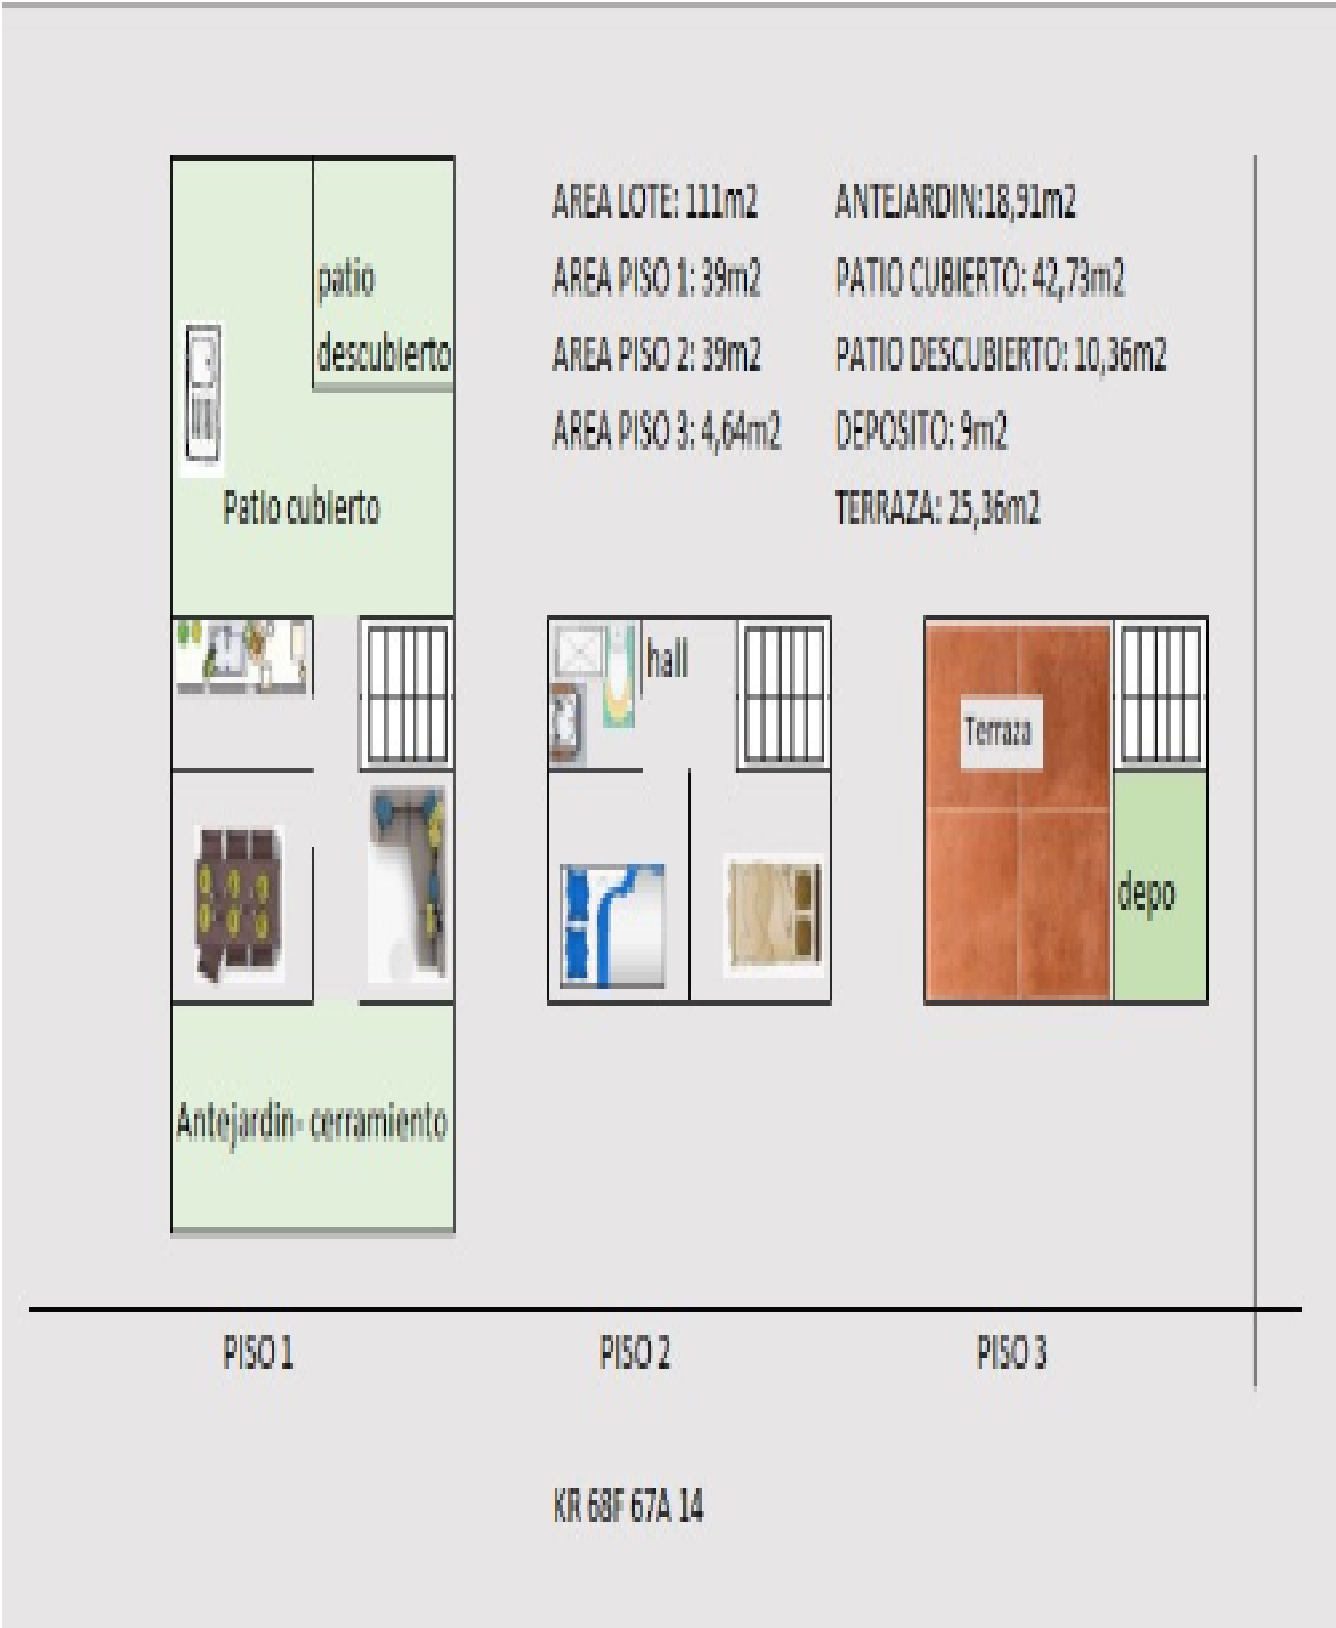 AREA LOTE: 111m2
ANTEJARDIN:18,91m2
AREA PISO 1: 39m2
PATIO CUBIERTO: 42,73m2
AREA PISO 2: 39m2
PATIO DESCUBIERTO: 10,36m2
AREA PISO 3: 4,64m2
DEPOSITO: 9m2
TERRAZA: 25,36m2
patio
descubierto
Patio cubierto
hall
Terraza
depo
Antejardin- cerramiento
PISO 1
PISO 2
PISO 3
KR 68F 67A 14